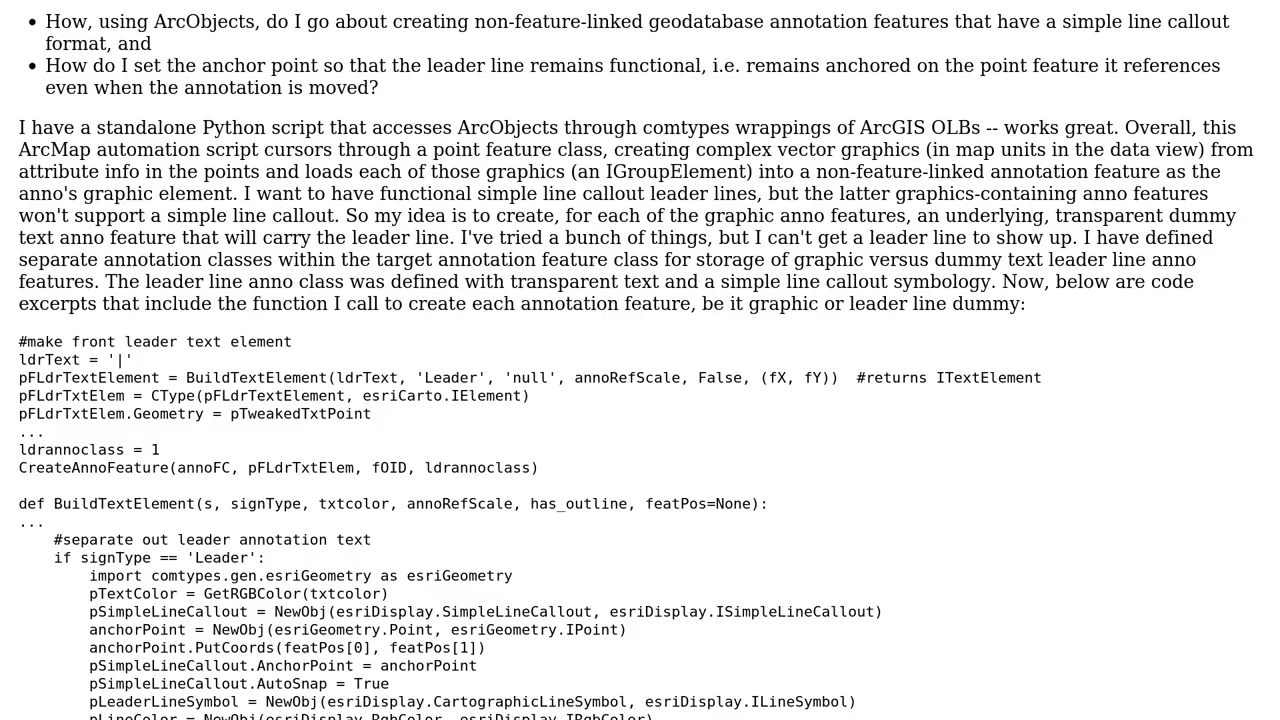 • How, using ArcObjects, do I go about creating non-feature-linked geodatabase annotation features that have a simple line callout
format, and
• How do I set the anchor point so that the leader line remains functional, i.e. remains anchored on the point feature it references
even when the annotation is moved?
I have a standalone Python script that accesses ArcObjects through comtypes wrappings of ArcGIS OLBs -- works great. Overall, this
ArcMap automation script cursors through a point feature class, creating complex vector graphics (in map units in the data view) from
attribute info in the points and loads each of those graphics (an IGroupElement) into a non-feature-linked annotation feature as the
anno's graphic element. I want to have functional simple line callout leader lines, but the latter graphics-containing anno features
won't support a simple line callout. So my idea is to create, for each of the graphic anno features, an underlying, transparent dummy
text anno feature that will carry the leader line. I've tried a bunch of things, but I can't get a leader line to show up. I have defined
separate annotation classes within the target annotation feature class for storage of graphic versus dummy text leader line anno
features. The leader line anno class was defined with transparent text and a simple line callout symbology. Now, below are code
excerpts that include the function I call to create each annotation feature, be it graphic or leader line dummy:
#make front leader text element
ldrText = '|'
pFLdrTextElement = BuildTextElement(ldrText, 'Leader', 'null', annoRefScale, False, (fX, fY))  #returns ITextElement
pFLdrTxtElem = CType(pFLdrTextElement, esriCarto.IElement)
pFLdrTxtElem.Geometry = pTweakedTxtPoint
...
ldrannoclass = 1
CreateAnnoFeature(annoFC, pFLdrTxtElem, fOID, ldrannoclass)
def BuildTextElement(s, signType, txtcolor, annoRefScale, has_outline, featPos=None):
...
    #separate out leader annotation text
    if signType == 'Leader':
        import comtypes.gen.esriGeometry as esriGeometry
        pTextColor = GetRGBColor(txtcolor)
        pSimpleLineCallout = NewObj(esriDisplay.SimpleLineCallout, esriDisplay.ISimpleLineCallout)
        anchorPoint = NewObj(esriGeometry.Point, esriGeometry.IPoint)
        anchorPoint.PutCoords(featPos[0], featPos[1])
        pSimpleLineCallout.AnchorPoint = anchorPoint
        pSimpleLineCallout.AutoSnap = True
        pLeaderLineSymbol = NewObj(esriDisplay.CartographicLineSymbol, esriDisplay.ILineSymbol)
        pLineColor = NewObj(esriDisplay.RgbColor, esriDisplay.IRgbColor)